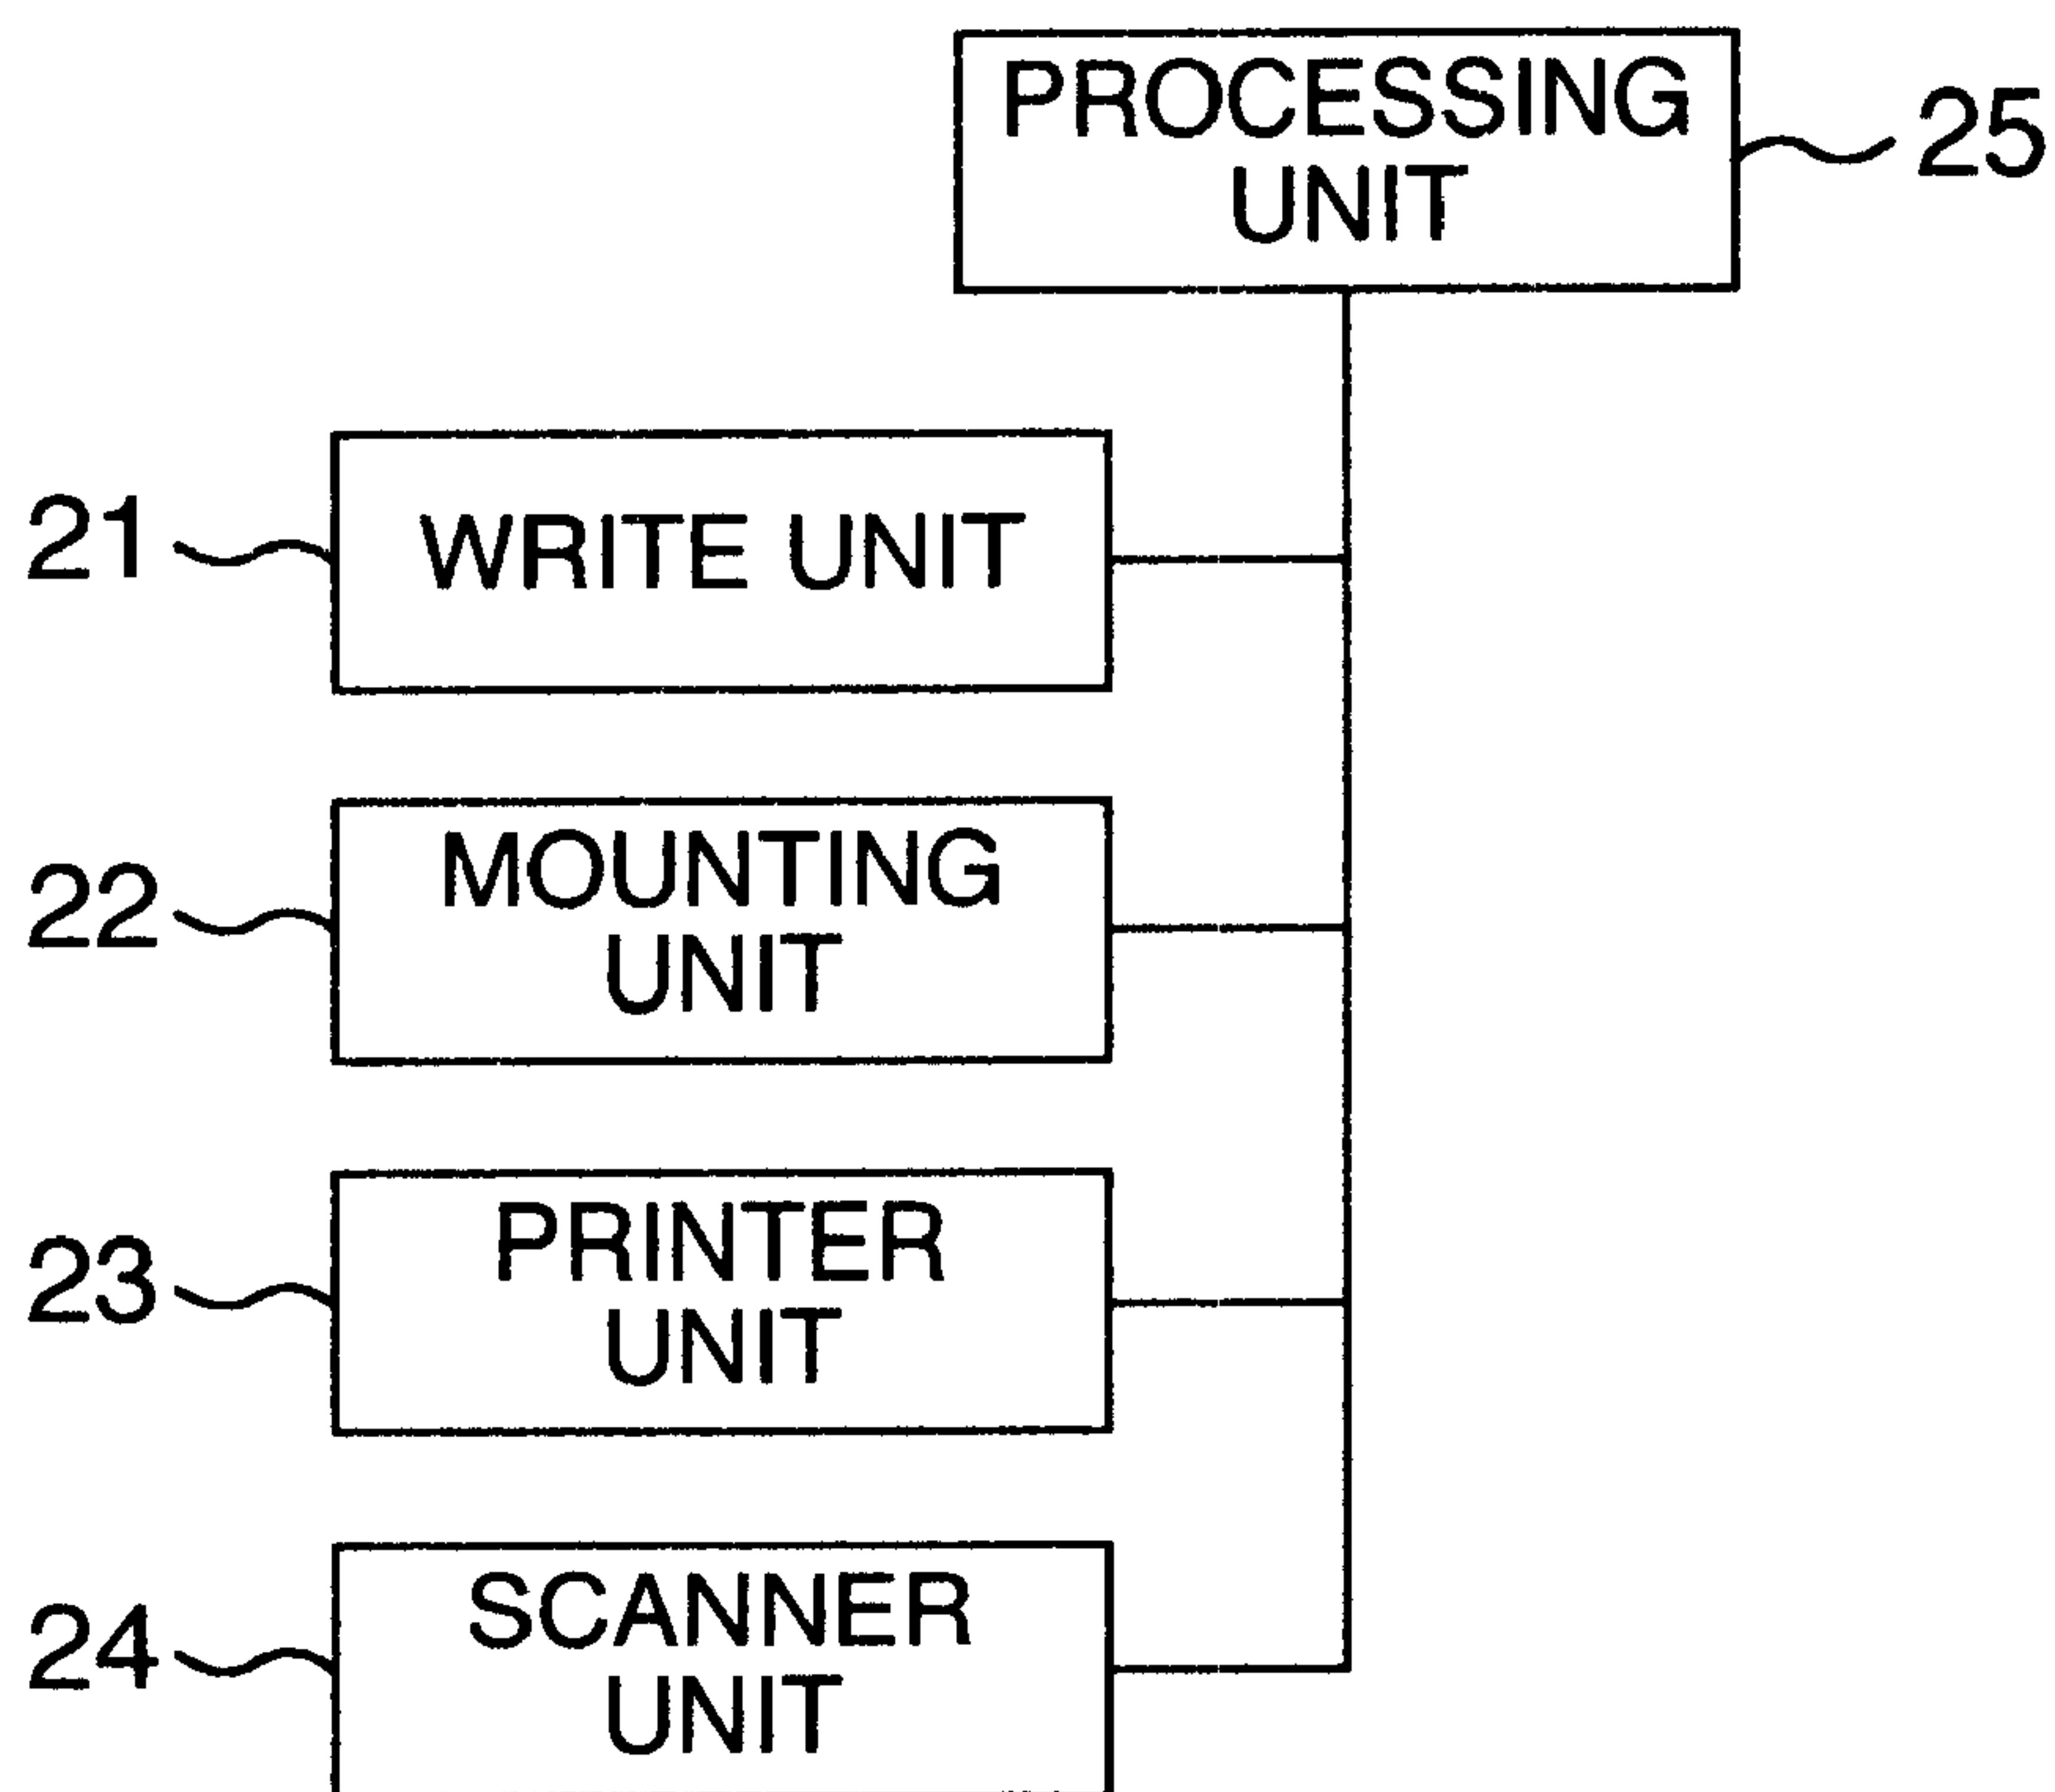 PROCESSING
UNIT
25
21
WRITE UNIT
22
MOUNTING
UNIT
23
PRINTER
UNIT
24
SCANNER
UNIT